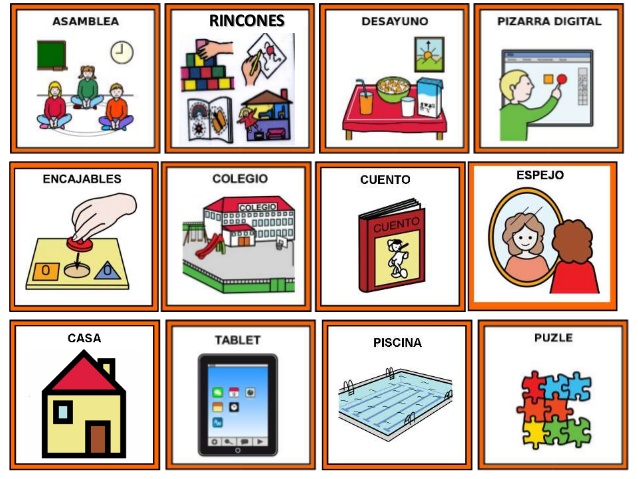 ASAMBLEA
RINCONES
DESAYUNO
PIZARRA DIGITAL
ENCAJABLES
COLEGIO
COLEGIO
CUENTO
CUENTO
ESPEJO
CASA
TABLET
PISCINA
PUZLE